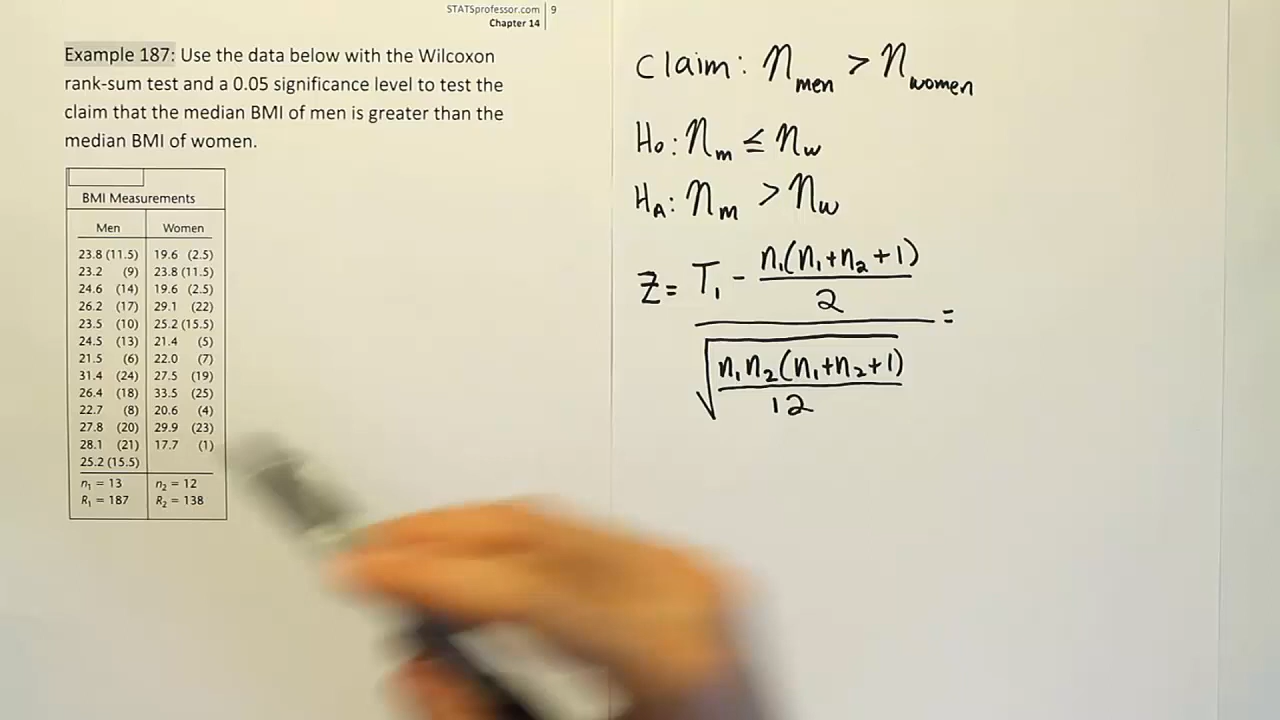 STATSprofessor.com 9
Chapter 14
Example 187: Use the data below with the Wilcoxon
rank-sum test and a 0.05 significance level to test the
claim that the median BMI of men is greater than the
median BMI of women.
BMI Measurements
Men Women
23.8 (11.5) 19.6 (2.5)
23.2 (9) 23.8 (11.5)
24.6 (14) 19.6 (2.5)
26.2 (17) 29.1 (22)
23.5 (10) 25.2 (15.5)
24.5 (13) 21.4 (5)
21.5 (6) 22.0 (7)
31.4 (24) 27.5 (19)
26.4 (18) 33.5 (25)
22.7 (8) 20.6 (4)
27.8 (20) 29.9 (23)
28.1 (21) 17.7 (1)
25.2 (15.5)
n₁ = 13 n₂ = 12
R₁ = 187 R₂ = 138
Claim: η men > η women
H₀: ηm ≤ ηw
HA: ηm > ηw
Z = T₁ - n₁(n₁+n₂+1)/2 / √(n₁n₂(n₁+n₂+1)/12) =